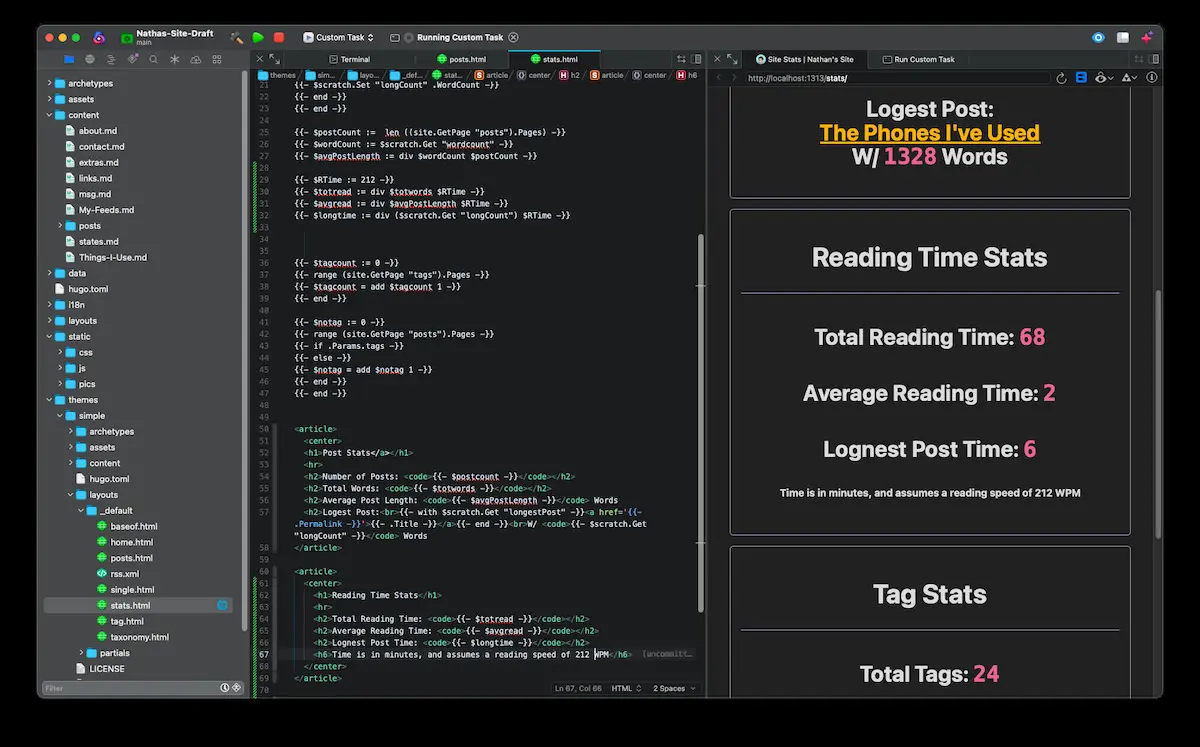 Nathas-Site-Draft
main
Custom Task
Running Custom Task
Terminal
posts.html
stats.html
Site Stats | Nathan's Site
Run Custom Task
themes
sim...
layo...
_def...
stat...
S article
{} center
H h2
S article
{} center
H h6
http://localhost:1313/stats/
archetypes
assets
content
about.md
contact.md
extras.md
links.md
msg.md
My-Feeds.md
posts
states.md
Things-I-Use.md
data
hugo.toml
i18n
layouts
static
css
js
pics
themes
simple
archetypes
assets
content
hugo.toml
layouts
_default
baseof.html
home.html
posts.html
rss.xml
single.html
stats.html
tag.html
taxonomy.html
partials
LICENSE
Filter
21 {{- $scratch.Set "longCount" .WordCount -}}
22 {{- end -}}
23 {{- end -}}
24
25 {{- $postCount := len ((site.GetPage "posts").Pages) -}}
26 {{- $wordCount := $scratch.Get "wordcount" -}}
27 {{- $avgPostLength := div $wordCount $postCount -}}
28
29 {{- $RTime := 212 -}}
30 {{- $totread := div $totwords $RTime -}}
31 {{- $avgread := div $avgPostLength $RTime -}}
32 {{- $longtime := div ($scratch.Get "longCount") $RTime -}}
33
34
35
36 {{- $tagcount := 0 -}}
37 {{- range (site.GetPage "tags").Pages -}}
38 {{- $tagcount = add $tagcount 1 -}}
39 {{- end -}}
40
41 {{- $notag := 0 -}}
42 {{- range (site.GetPage "posts").Pages -}}
43 {{- if .Params.tags -}}
44 {{- else -}}
45 {{- $notag = add $notag 1 -}}
46 {{- end -}}
47 {{- end -}}
48
49
50 <article>
51 <center>
52 <h1>Post Stats</a></h1>
53 <hr>
54 <h2>Number of Posts: <code>{{- $postcount -}}</code></h2>
55 <h2>Total Words: <code>{{- $totwords -}}</code></h2>
56 <h2>Average Post Length: <code>{{- $avgPostLength -}}</code> Words
57 <h2>Logest Post:<br>{{- with $scratch.Get "longestPost" -}}<a href='{{-
.Permalink -}}'>{{- .Title -}}</a>{{- end -}}<br>W/ <code>{{- $scratch.Get
"longCount" -}}</code> Words
58 </article>
59
60 <article>
61 <center>
62 <h1>Reading Time Stats</h1>
63 <hr>
64 <h2>Total Reading Time: <code>{{- $totread -}}</code></h2>
65 <h2>Average Reading Time: <code>{{- $avgread -}}</code></h2>
66 <h2>Lognest Post Time: <code>{{- $longtime -}}</code></h2>
67 <h6>Time is in minutes, and assumes a reading speed of 212 WPM</h6> (uncommitt...
68 </center>
69 </article>
70
Ln 67, Col 66
HTML
2 Spaces
Logest Post:
The Phones I've Used
W/ 1328 Words
Reading Time Stats
Total Reading Time: 68
Average Reading Time: 2
Lognest Post Time: 6
Time is in minutes, and assumes a reading speed of 212 WPM
Tag Stats
Total Tags: 24